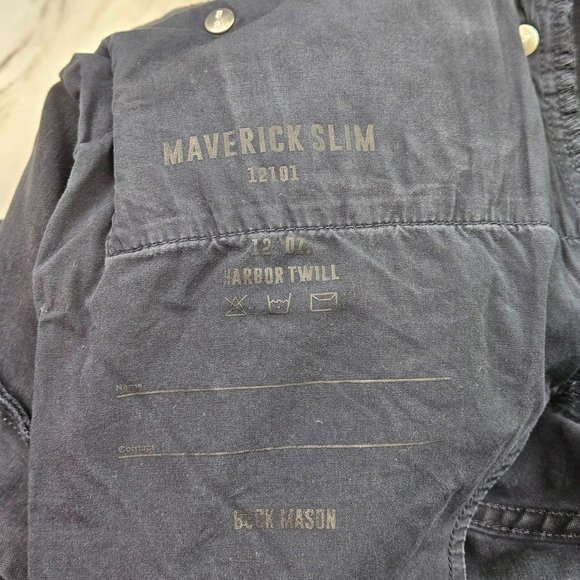 MAVERICK SLIM
12101
12 OZ.
HARBOR TWILL
Name
Contact
BUCK MASON